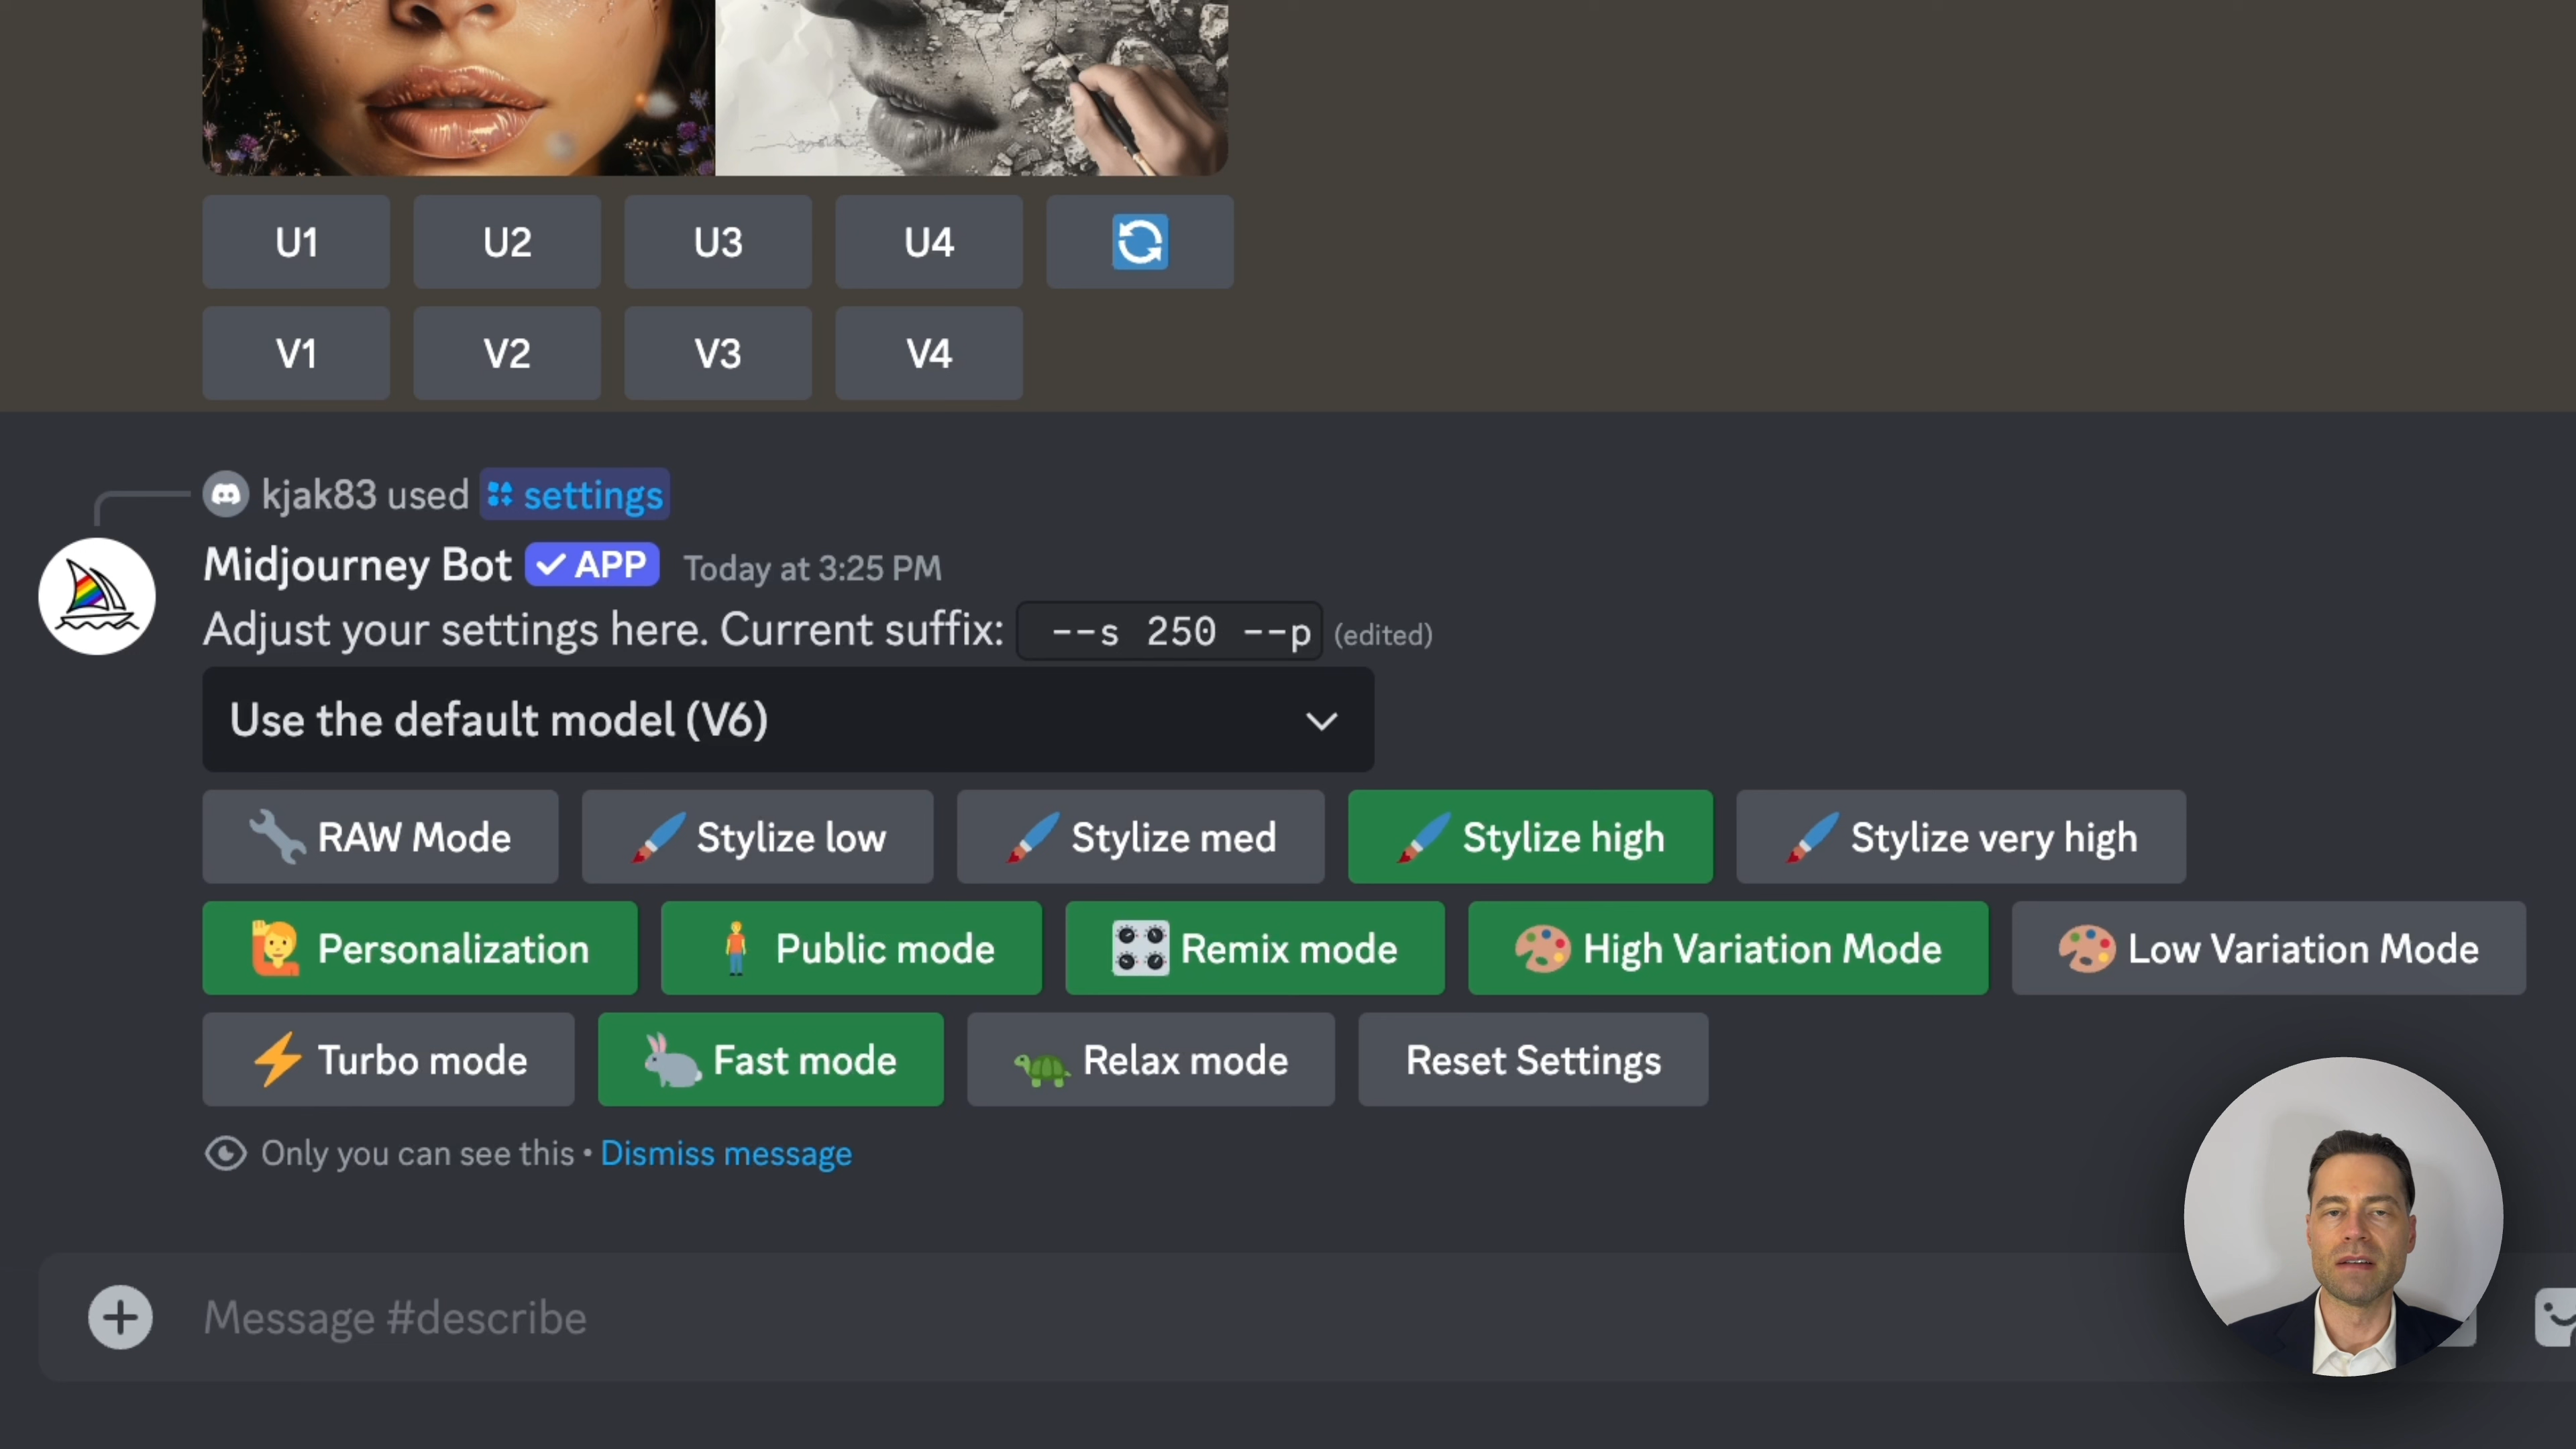 U1 U2 U3 U4
V1 V2 V3 V4
kjak83 used settings
Midjourney Bot APP Today at 3:25 PM
Adjust your settings here. Current suffix: --s 250 --p (edited)
Use the default model (V6)
RAW Mode Stylize low Stylize med Stylize high Stylize very high
Personalization Public mode Remix mode High Variation Mode Low Variation Mode
Turbo mode Fast mode Relax mode Reset Settings
Only you can see this • Dismiss message
Message #describe